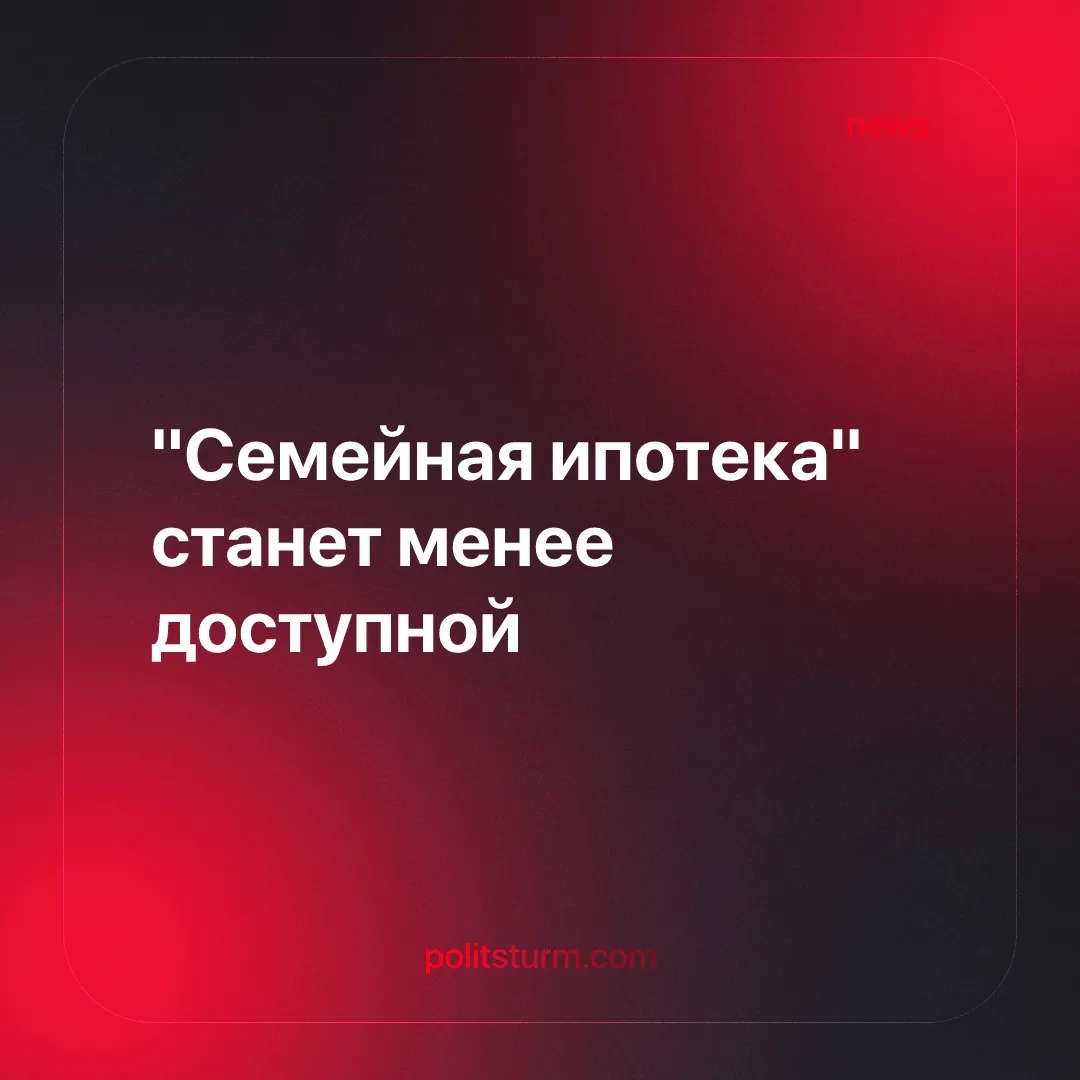 news
"Семейная ипотека"
станет менее
доступной
politsturm.com